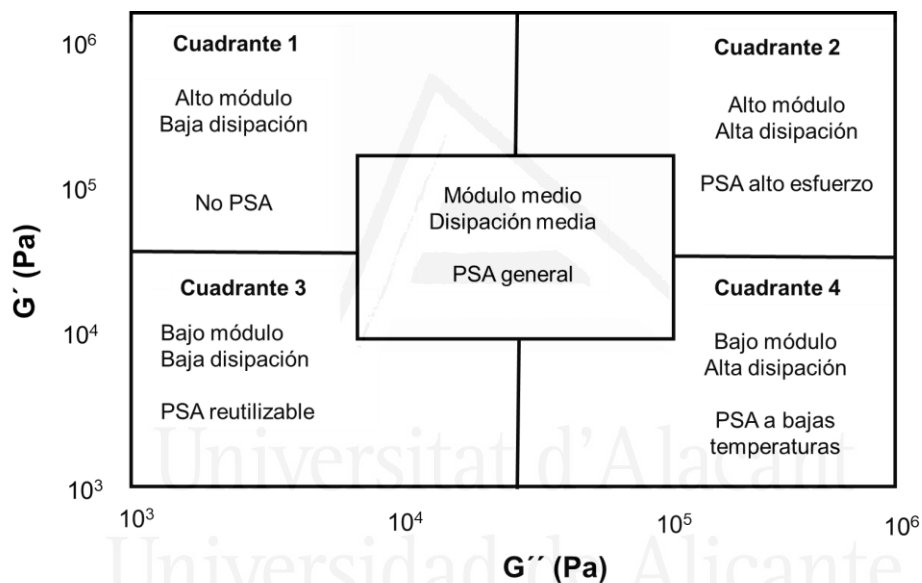 10⁶
Cuadrante 1
Alto módulo
Baja disipación
No PSA
Cuadrante 2
Alto módulo
Alta disipación
PSA alto esfuerzo
10⁵
Módulo medio
Disipación media
PSA general
G´ (Pa)
Cuadrante 3
Bajo módulo
Baja disipación
PSA reutilizable
Cuadrante 4
Bajo módulo
Alta disipación
PSA a bajas
temperaturas
10⁴
10³
Universitat d'Alacant
10³
10⁴
10⁵
10⁶
Universidad de Alicante
G´´ (Pa)